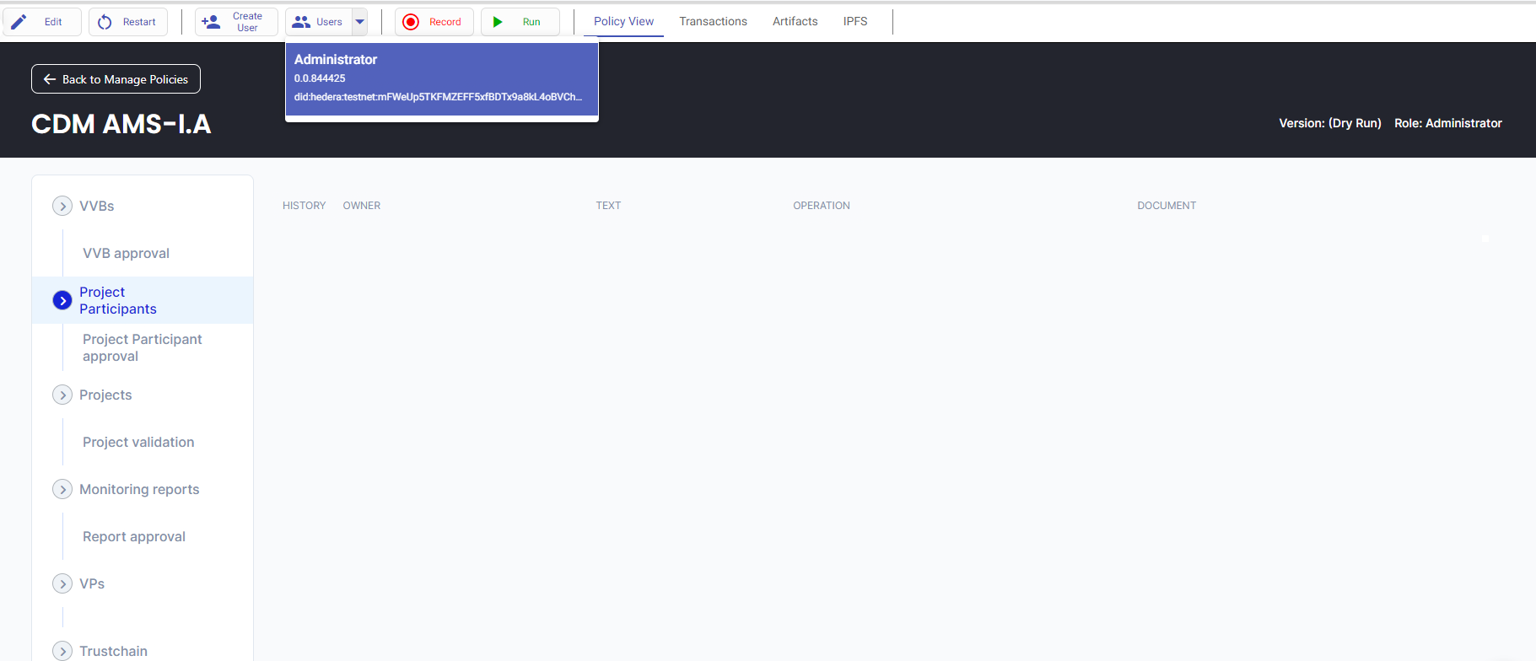 Edit
Restart
Create
User
Users
Record
Run
Policy View
Transactions
Artifacts
IPFS
Administrator
0.0.844425
did:hedera:testnet:mFWeUp5TKFMZEFF5xfBDTx9a8kL4oBVCh...
Back to Manage Policies
CDM AMS-I.A
Version: (Dry Run) Role: Administrator
VVBs
VVB approval
Project
Participants
Project Participant
approval
Projects
Project validation
Monitoring reports
Report approval
VPs
Trustchain
HISTORY
OWNER
TEXT
OPERATION
DOCUMENT